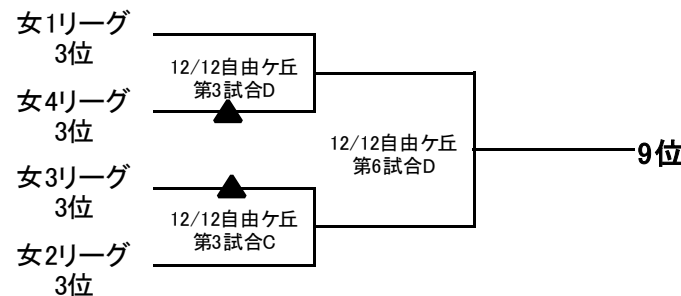 女1リーグ
3位
12/12自由ケ丘
第3試合D
女4リーグ
3位
12/12自由ケ丘
第6試合D
9位
女3リーグ
3位
12/12自由ケ丘
第3試合C
女2リーグ
3位